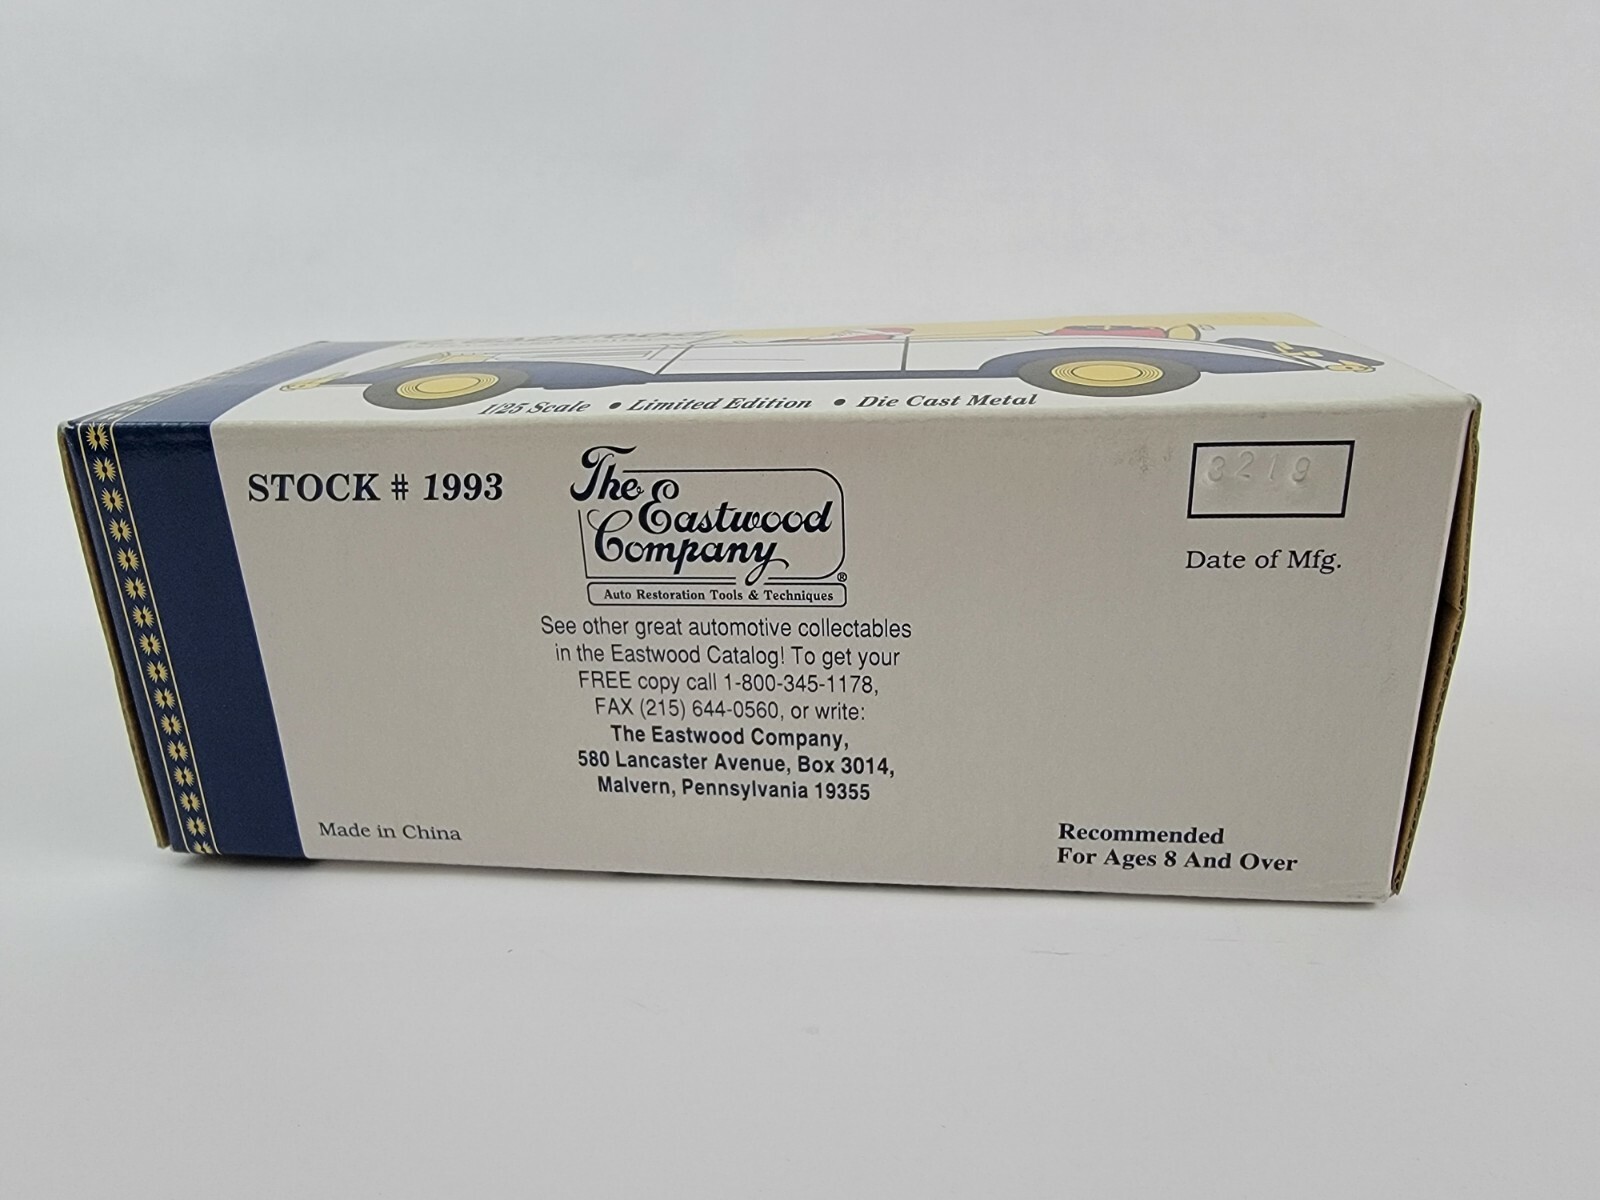 1/25 Scale • Limited Edition • Die Cast Metal
STOCK # 1993
The
Eastwood
Company
®
Auto Restoration Tools & Techniques
See other great automotive collectables
in the Eastwood Catalog! To get your
FREE copy call 1-800-345-1178,
FAX (215) 644-0560, or write:
The Eastwood Company,
580 Lancaster Avenue, Box 3014,
Malvern, Pennsylvania 19355
3219
Date of Mfg.
Made in China
Recommended
For Ages 8 And Over